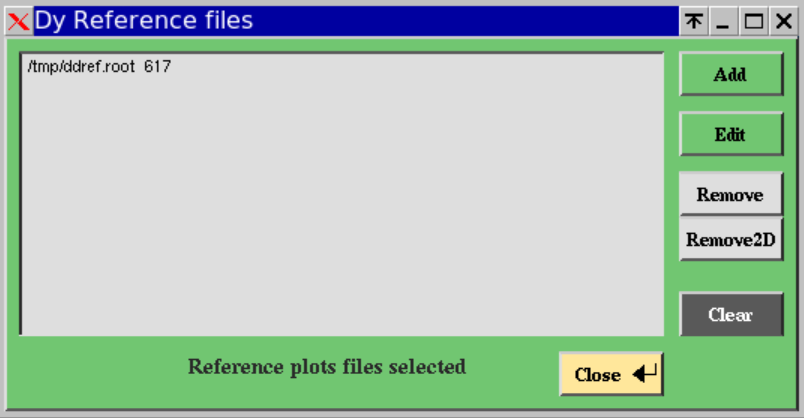 Dy Reference files
/tmp/ddref.root 617
Add
Edit
Remove
Remove2D
Clear
Reference plots files selected
Close